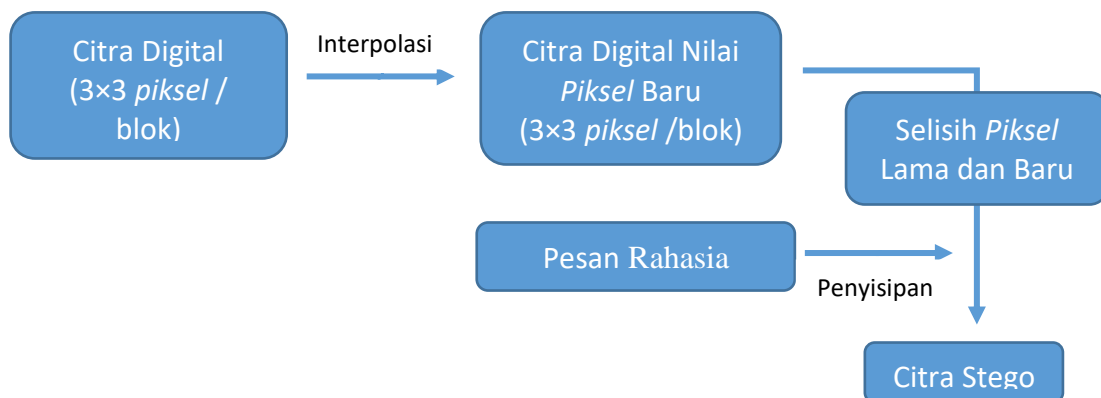 Citra Digital
(3×3 piksel /
blok)
Interpolasi
Citra Digital Nilai
Piksel Baru
(3×3 piksel /blok)
Selisih Piksel
Lama dan Baru
Pesan Rahasia
Penyisipan
Citra Stego